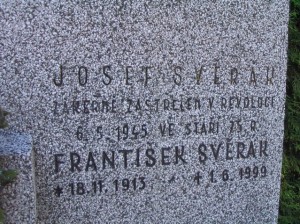 JOSEF SVĚRÁK
ZÁKEŘNĚ ZASTŘELEN V REVOLUCI
6. 5. 1945 VE STÁŘÍ 75 R.
FRANTIŠEK SVĚRÁK
*18.11.1913 +1.6.1999